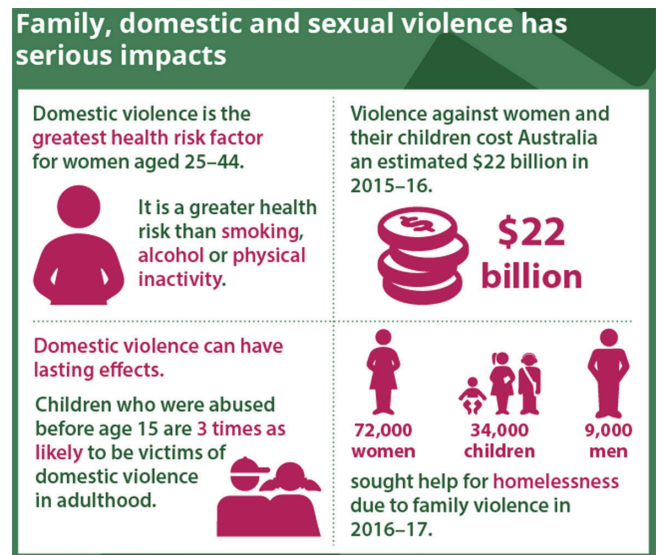 Family, domestic and sexual violence has
serious impacts
Domestic violence is the
greatest health risk factor
for women aged 25–44.
It is a greater health
risk than smoking,
alcohol or physical
inactivity.
Violence against women and
their children cost Australia
an estimated $22 billion in
2015–16.
$
$22
billion
Domestic violence can have
lasting effects.
Children who were abused
before age 15 are 3 times as
likely to be victims of
domestic violence
in adulthood.
72,000
women
34,000
children
9,000
men
sought help for homelessness
due to family violence in
2016–17.